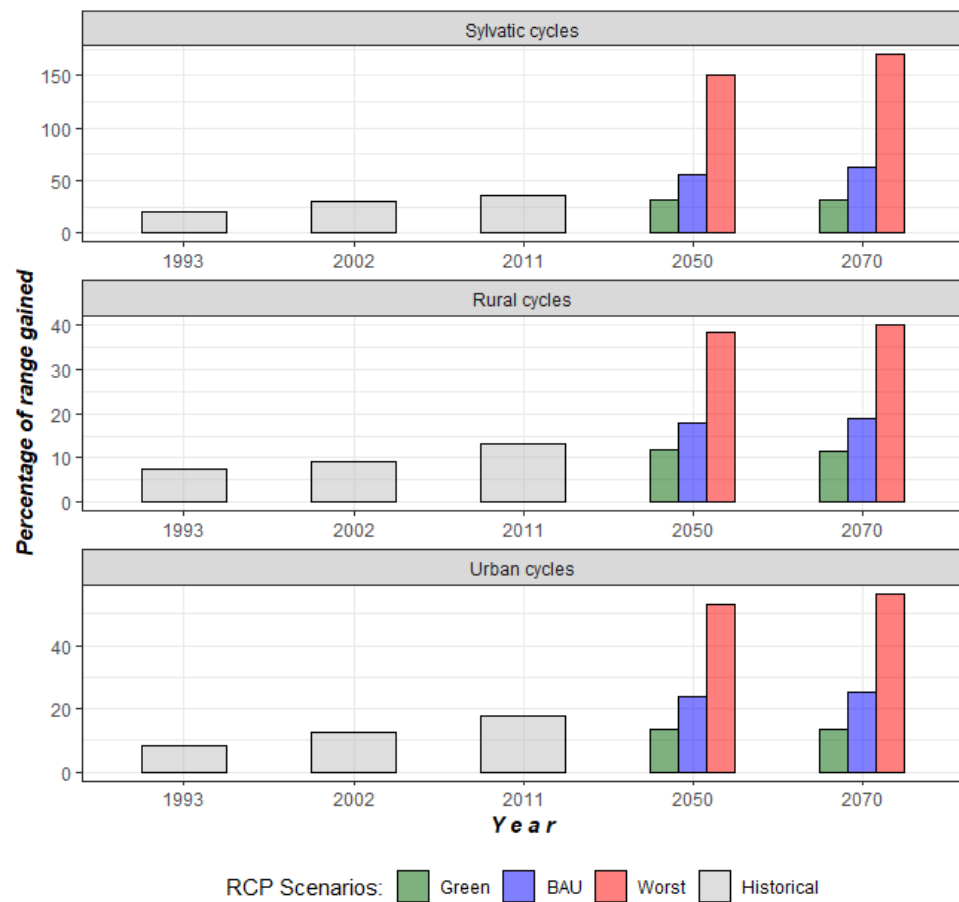 Sylvatic cycles
150
100
50
0
1993 2002 2011 2050 2070
Rural cycles
40
30
20
10
0
1993 2002 2011 2050 2070
Urban cycles
40
20
0
1993 2002 2011 2050 2070
Percentage of range gained
Year
RCP Scenarios: Green BAU Worst Historical